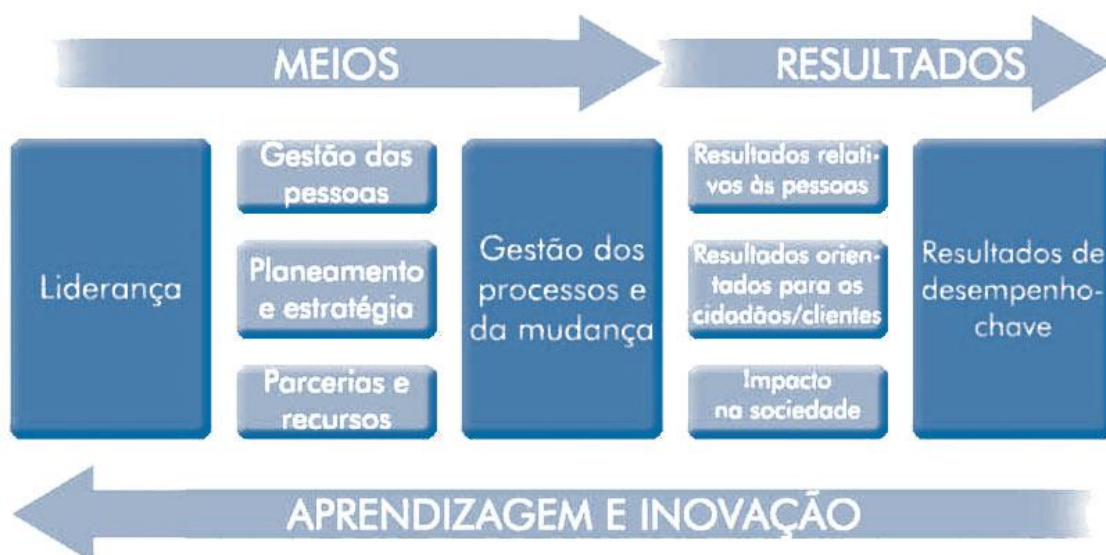 MEIOS
RESULTADOS
Liderança
Gestão das
pessoas
Planeamento
e estratégia
Parcerias e
recursos
Gestão dos
processos e
da mudança
Resultados relati-
vos às pessoas
Resultados orien-
tados para os
cidadãos/clientes
Impacto
na sociedade
Resultados de
desempenho-
chave
APRENDIZAGEM E INOVAÇÃO